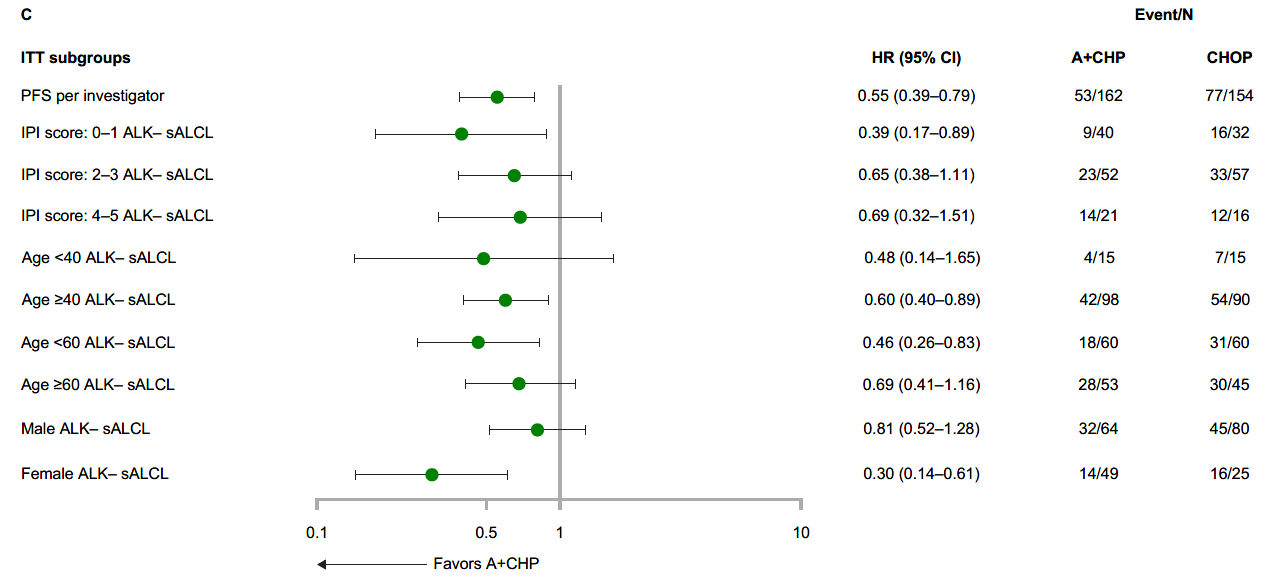 C Event/N
ITT subgroups HR (95% CI) A+CHP CHOP
PFS per investigator 0.55 (0.39–0.79) 53/162 77/154
IPI score: 0–1 ALK– sALCL 0.39 (0.17–0.89) 9/40 16/32
IPI score: 2–3 ALK– sALCL 0.65 (0.38–1.11) 23/52 33/57
IPI score: 4–5 ALK– sALCL 0.69 (0.32–1.51) 14/21 12/16
Age <40 ALK– sALCL 0.48 (0.14–1.65) 4/15 7/15
Age ≥40 ALK– sALCL 0.60 (0.40–0.89) 42/98 54/90
Age <60 ALK– sALCL 0.46 (0.26–0.83) 18/60 31/60
Age ≥60 ALK– sALCL 0.69 (0.41–1.16) 28/53 30/45
Male ALK– sALCL 0.81 (0.52–1.28) 32/64 45/80
Female ALK– sALCL 0.30 (0.14–0.61) 14/49 16/25
0.1 0.5 1 10
Favors A+CHP